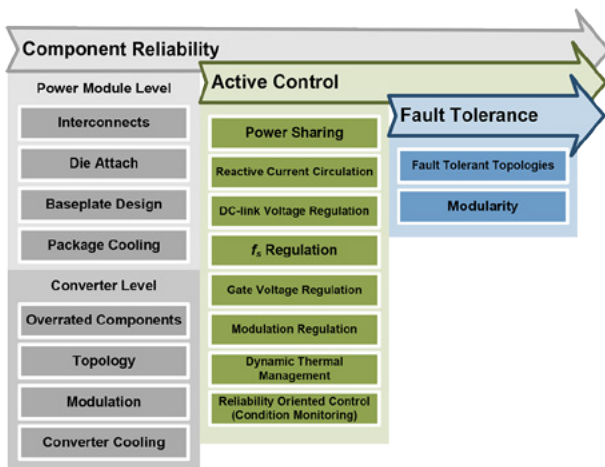 Component Reliability
Power Module Level
Interconnects
Die Attach
Baseplate Design
Package Cooling
Converter Level
Overrated Components
Topology
Modulation
Converter Cooling
Active Control
Power Sharing
Reactive Current Circulation
DC-link Voltage Regulation
fs Regulation
Gate Voltage Regulation
Modulation Regulation
Dynamic Thermal
Management
Reliability Oriented Control
(Condition Monitoring)
Fault Tolerance
Fault Tolerant Topologies
Modularity